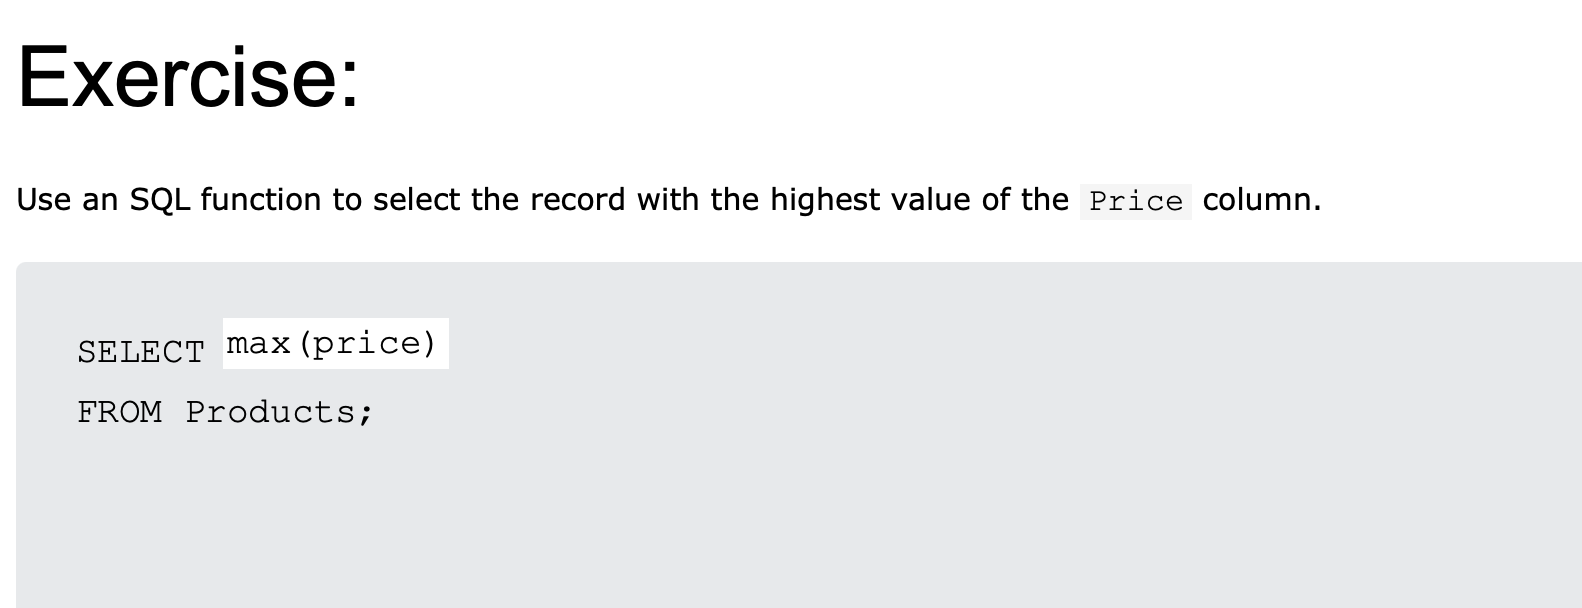 Exercise:
Use an SQL function to select the record with the highest value of the Price column.
SELECT max(price)
FROM Products;